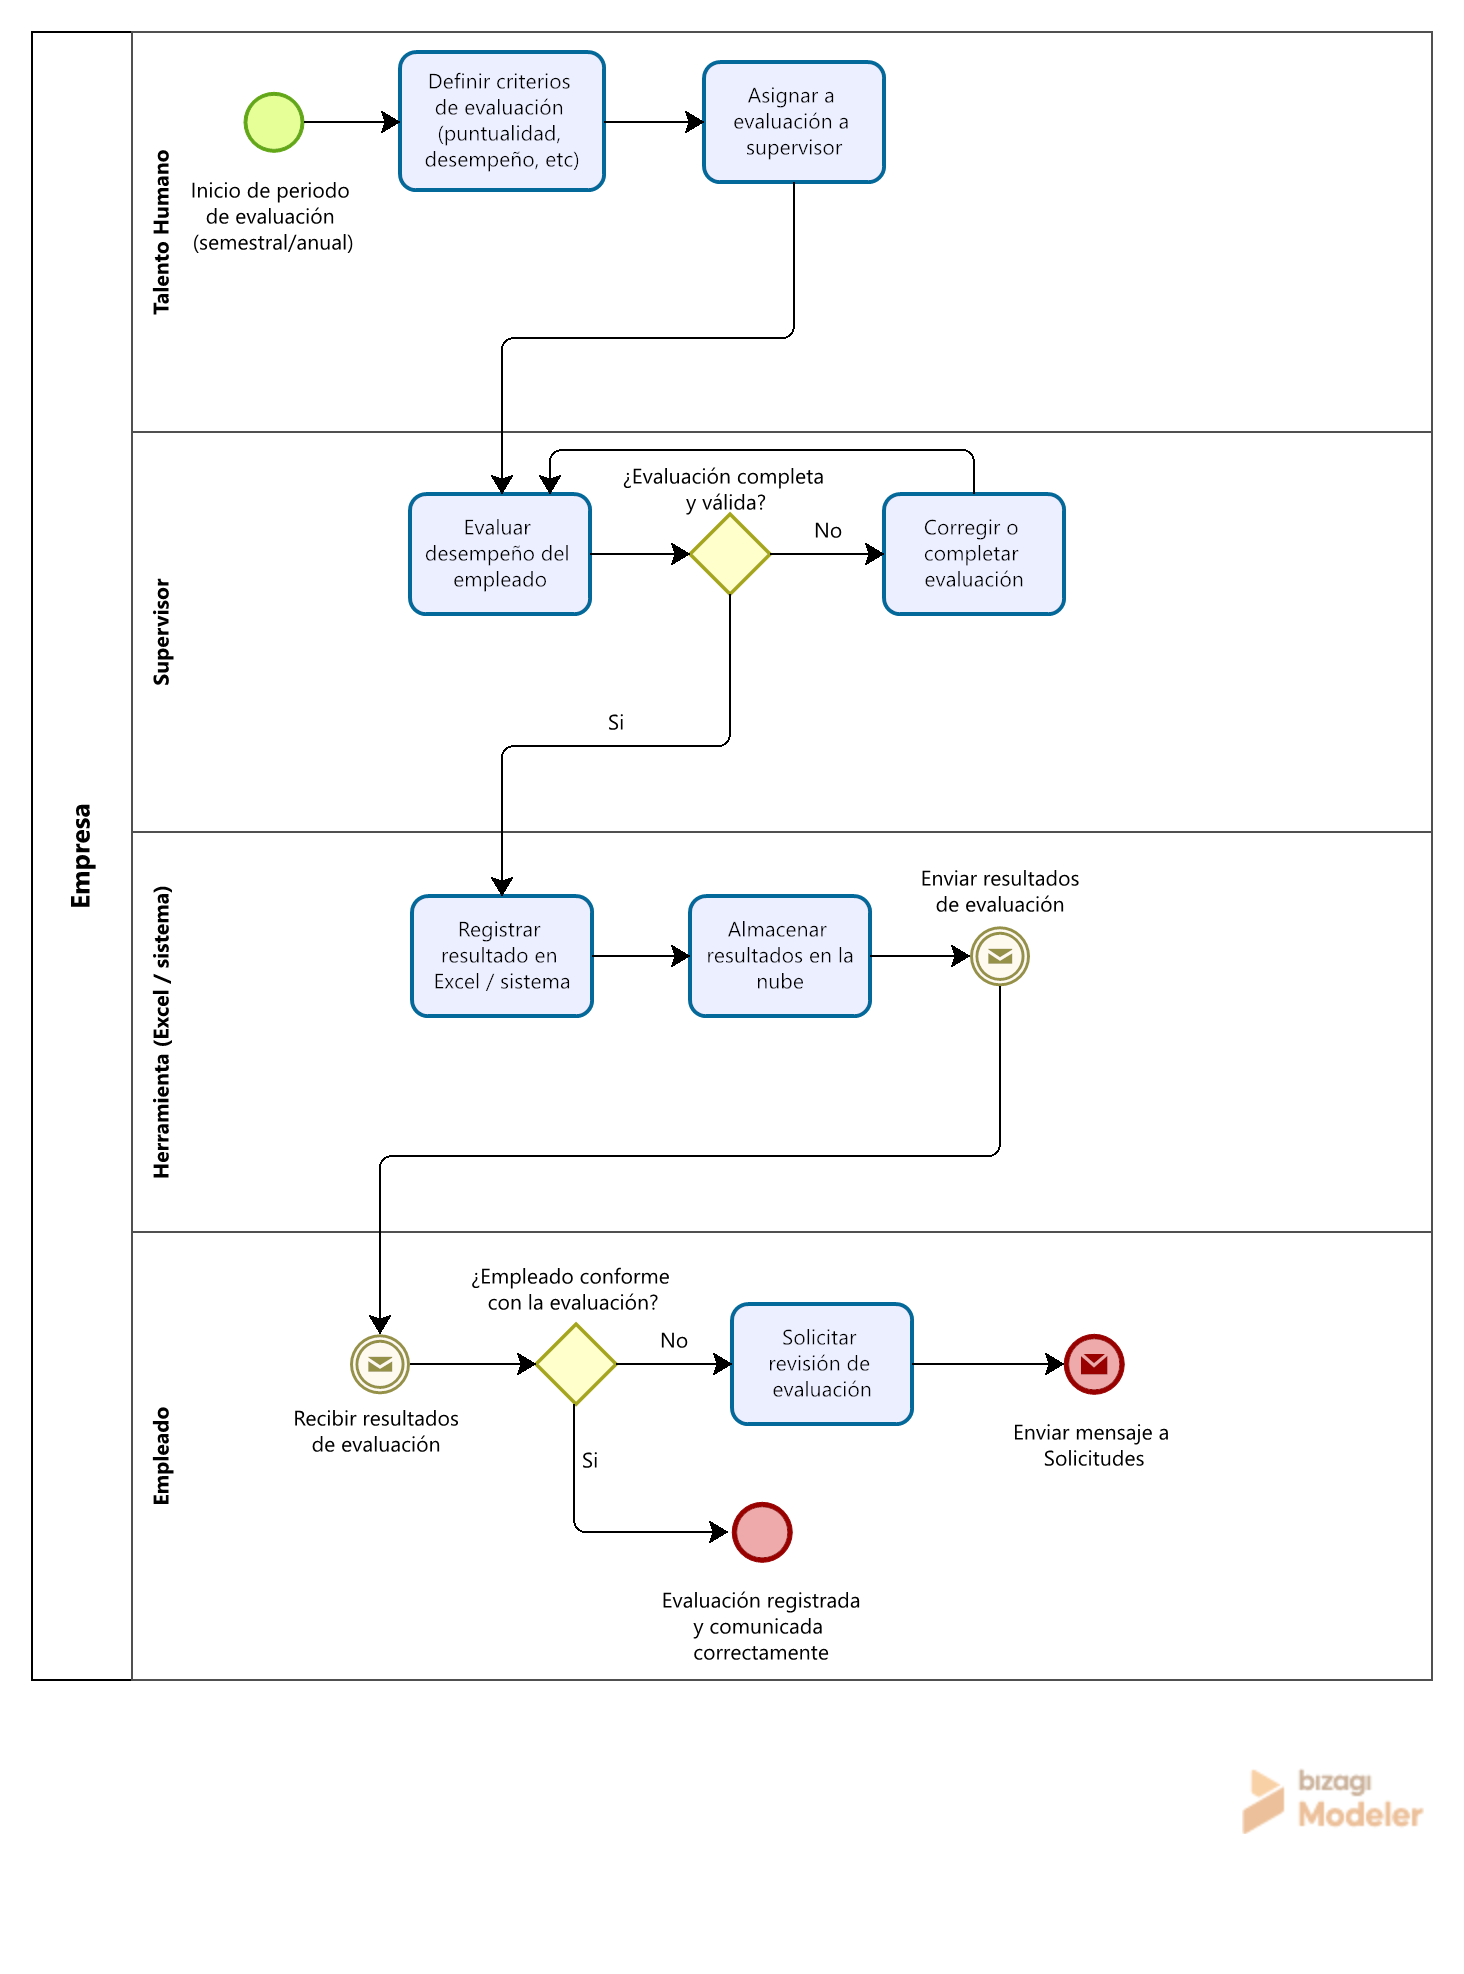 Empresa
Talento Humano
Inicio de periodo
de evaluación
(semestral/anual)
Definir criterios
de evaluación
(puntualidad,
desempeño, etc)
Asignar a
evaluación a
supervisor
Supervisor
Evaluar
desempeño del
empleado
¿Evaluación completa
y válida?
No
Corregir o
completar
evaluación
Si
Herramienta (Excel / sistema)
Registrar
resultado en
Excel / sistema
Almacenar
resultados en la
nube
Enviar resultados
de evaluación
Empleado
Recibir resultados
de evaluación
¿Empleado conforme
con la evaluación?
No
Solicitar
revisión de
evaluación
Enviar mensaje a
Solicitudes
Si
Evaluación registrada
y comunicada
correctamente
bizagi
Modeler